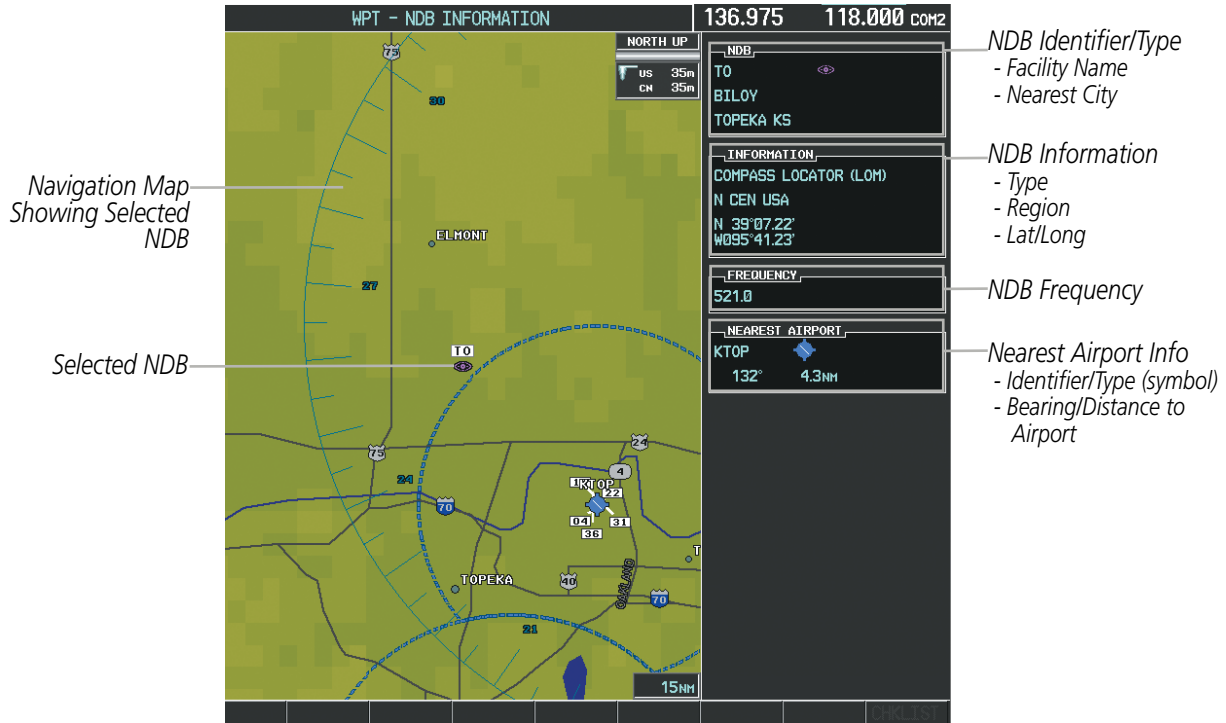 WPT - NDB INFORMATION
136.975 118.000 COM2
NORTH UP
US 35m
CN 35m
NDB
TO
BILOY
TOPEKA KS
INFORMATION
COMPASS LOCATOR (LOM)
N CEN USA
N 39°07.22'
W095°41.23'
FREQUENCY
521.0
NEAREST AIRPORT
KTOP
132° 4.3NM
NDB Identifier/Type
- Facility Name
- Nearest City
NDB Information
- Type
- Region
- Lat/Long
NDB Frequency
Nearest Airport Info
- Identifier/Type (symbol)
- Bearing/Distance to
Airport
Navigation Map
Showing Selected
NDB
Selected NDB
75
30
ELMONT
27
TO
24
75
4
24
KTOP
1
22
70
04
31
36
T
TOPEKA
40
OAKLAND
70
21
15NM
CHKLIST